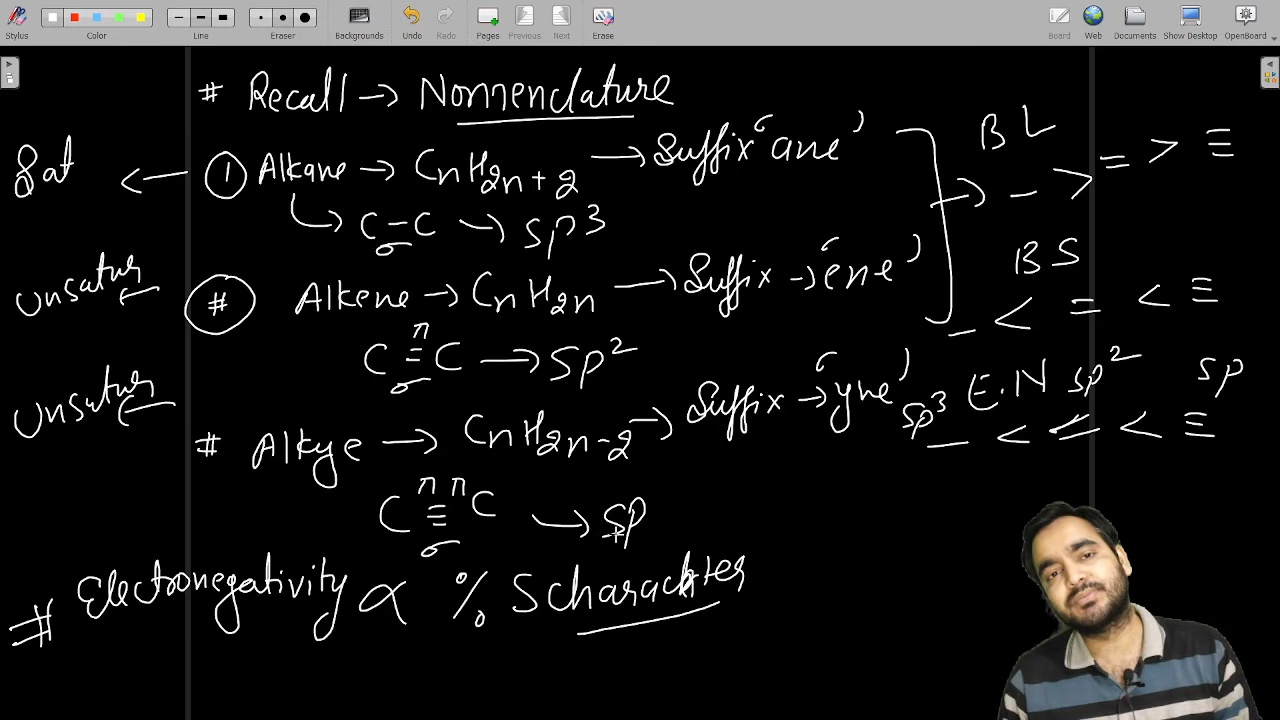 Stylus Color Line Eraser Backgrounds Undo Redo Pages Previous Next Erase Board Web Documents Show Desktop OpenBoard
# Recall → Nomenclature
Sat ← ① Alkane → CnH2n+2 → Suffix 'ane'
C-C → sp3
σ
Unsatur # Alkene → CnH2n → Suffix → 'ene'
π
C=C → sp2
σ
Unsatur # Alkye → CnH2n-2 → Suffix → 'yne'
π π
C≡C → sp
σ
# Electronegativity ∝ % S charackter
BL
→ - > = > ≡
BS
- < = < ≡
sp3 E.N sp2 sp
- < = < ≡